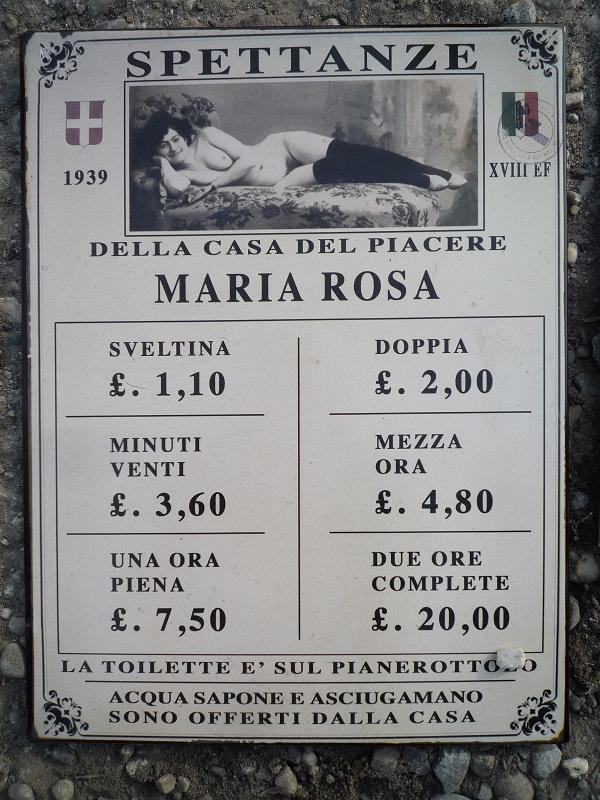 SPETTANZE
1939
XVIII EF
DELLA CASA DEL PIACERE
MARIA ROSA
SVELTINA
£. 1,10
DOPPIA
£. 2,00
MINUTI
VENTI
£. 3,60
MEZZA
ORA
£. 4,80
UNA ORA
PIENA
£. 7,50
DUE ORE
COMPLETE
£. 20,00
LA TOILETTE E' SUL PIANEROTTOLO
ACQUA SAPONE E ASCIUGAMANO
SONO OFFERTI DALLA CASA